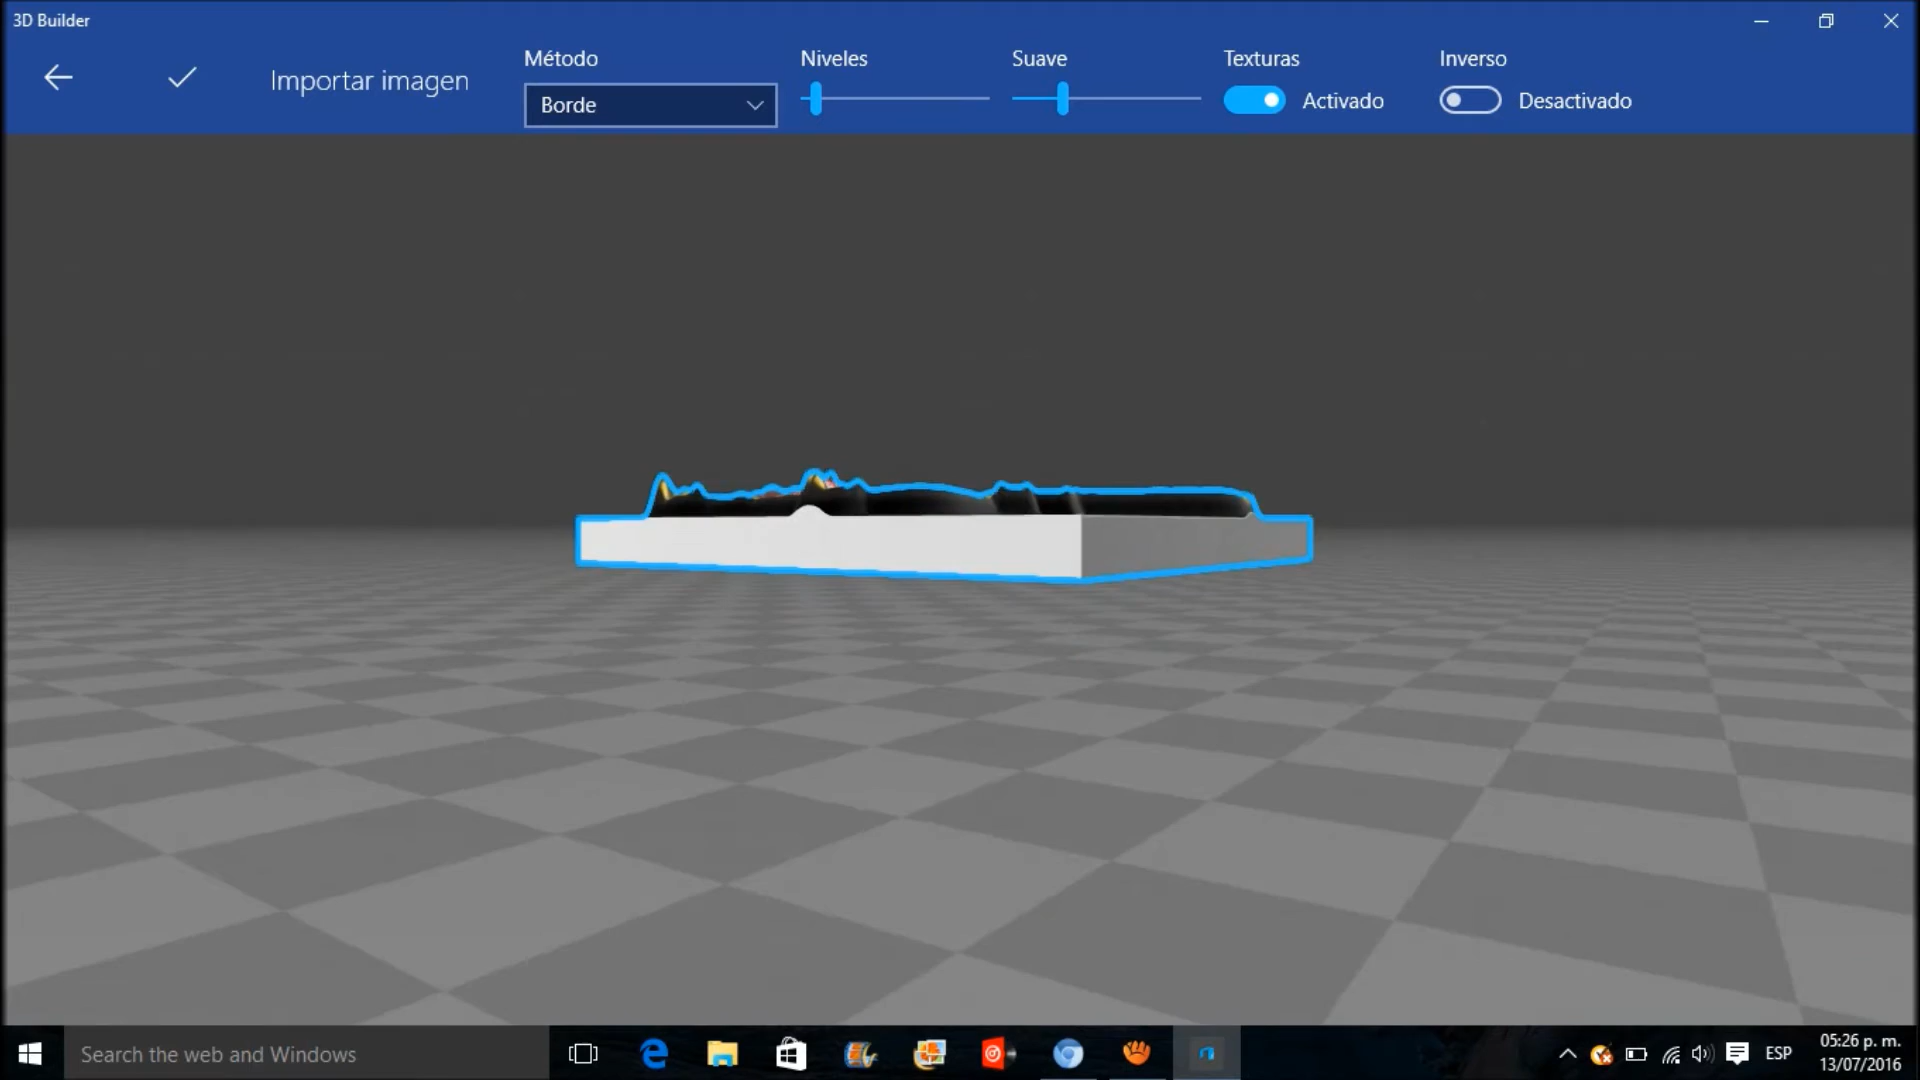 3D Builder
Importar imagen
Método
Borde
Niveles
Suave
Texturas
Activado
Inverso
Desactivado
Search the web and Windows
ESP
05:26 p. m.
13/07/2016